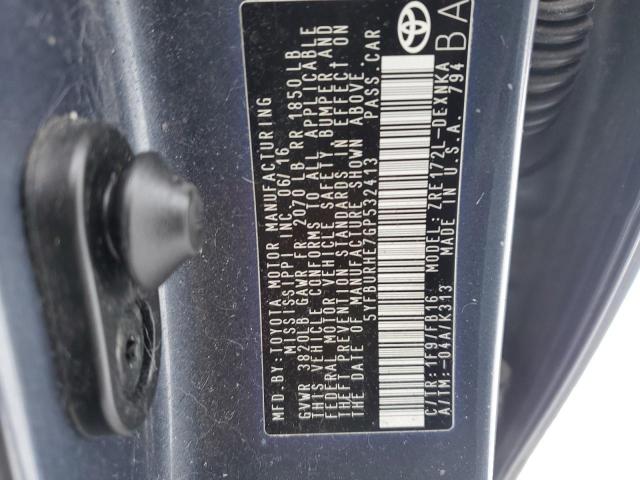 MFD.BY:TOYOTA MOTOR MANUFACTURING
MISSISSIPPI INC. 06/16
GVWR 3820LB GAWR FR 2070 LB RR 1850 LB
THIS VEHICLE CONFORMS TO ALL APPLICABLE
FEDERAL MOTOR VEHICLE SAFETY, BUMPER, AND
THEFT PREVENTION STANDARDS IN EFFECT ON
THE DATE OF MANUFACTURE SHOWN ABOVE.
5YFBURHE7GP532413 PASS.CAR
C/TR:1F9/FB16 MODEL:ZRE172L-DEXNKA
A/TM:-04A/K313 MADE IN U.S.A. 794
BA